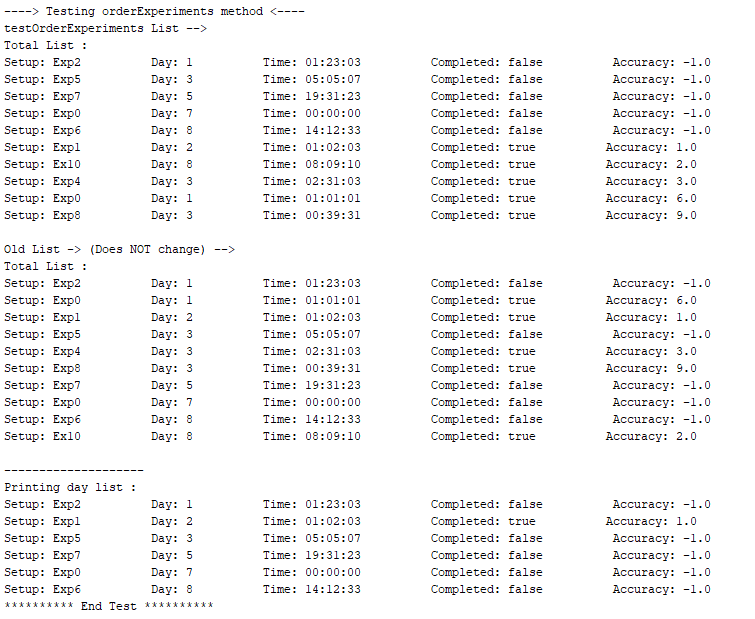 ----> Testing orderExperiments method <----
testOrderExperiments List -->
Total List :
Setup: Exp2 Day: 1 Time: 01:23:03 Completed: false Accuracy: -1.0
Setup: Exp5 Day: 3 Time: 05:05:07 Completed: false Accuracy: -1.0
Setup: Exp7 Day: 5 Time: 19:31:23 Completed: false Accuracy: -1.0
Setup: Exp0 Day: 7 Time: 00:00:00 Completed: false Accuracy: -1.0
Setup: Exp6 Day: 8 Time: 14:12:33 Completed: false Accuracy: -1.0
Setup: Exp1 Day: 2 Time: 01:02:03 Completed: true Accuracy: 1.0
Setup: Ex10 Day: 8 Time: 08:09:10 Completed: true Accuracy: 2.0
Setup: Exp4 Day: 3 Time: 02:31:03 Completed: true Accuracy: 3.0
Setup: Exp0 Day: 1 Time: 01:01:01 Completed: true Accuracy: 6.0
Setup: Exp8 Day: 3 Time: 00:39:31 Completed: true Accuracy: 9.0
Old List -> (Does NOT change) -->
Total List :
Setup: Exp2 Day: 1 Time: 01:23:03 Completed: false Accuracy: -1.0
Setup: Exp0 Day: 1 Time: 01:01:01 Completed: true Accuracy: 6.0
Setup: Exp1 Day: 2 Time: 01:02:03 Completed: true Accuracy: 1.0
Setup: Exp5 Day: 3 Time: 05:05:07 Completed: false Accuracy: -1.0
Setup: Exp4 Day: 3 Time: 02:31:03 Completed: true Accuracy: 3.0
Setup: Exp8 Day: 3 Time: 00:39:31 Completed: true Accuracy: 9.0
Setup: Exp7 Day: 5 Time: 19:31:23 Completed: false Accuracy: -1.0
Setup: Exp0 Day: 7 Time: 00:00:00 Completed: false Accuracy: -1.0
Setup: Exp6 Day: 8 Time: 14:12:33 Completed: false Accuracy: -1.0
Setup: Ex10 Day: 8 Time: 08:09:10 Completed: true Accuracy: 2.0
--------------------
Printing day list :
Setup: Exp2 Day: 1 Time: 01:23:03 Completed: false Accuracy: -1.0
Setup: Exp1 Day: 2 Time: 01:02:03 Completed: true Accuracy: 1.0
Setup: Exp5 Day: 3 Time: 05:05:07 Completed: false Accuracy: -1.0
Setup: Exp7 Day: 5 Time: 19:31:23 Completed: false Accuracy: -1.0
Setup: Exp0 Day: 7 Time: 00:00:00 Completed: false Accuracy: -1.0
Setup: Exp6 Day: 8 Time: 14:12:33 Completed: false Accuracy: -1.0
********** End Test **********